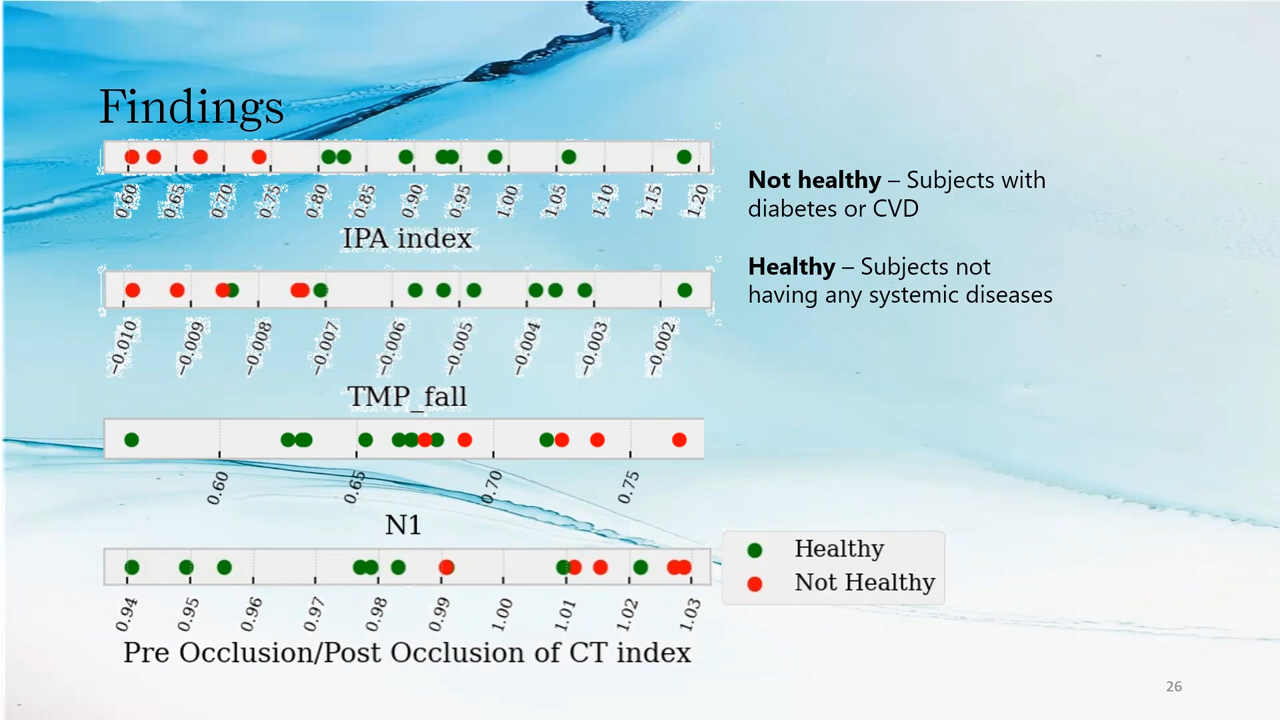 Findings
0.60 0.65 0.70 0.75 0.80 0.85 0.90 0.95 1.00 1.05 1.10 1.15 1.20
IPA index
−0.010 −0.009 −0.008 −0.007 −0.006 −0.005 −0.004 −0.003 −0.002
TMP_fall
0.60 0.65 0.70 0.75
N1
0.94 0.95 0.96 0.97 0.98 0.99 1.00 1.01 1.02 1.03
Pre Occlusion/Post Occlusion of CT index
Not healthy – Subjects with
diabetes or CVD
Healthy – Subjects not
having any systemic diseases
Healthy
Not Healthy
26